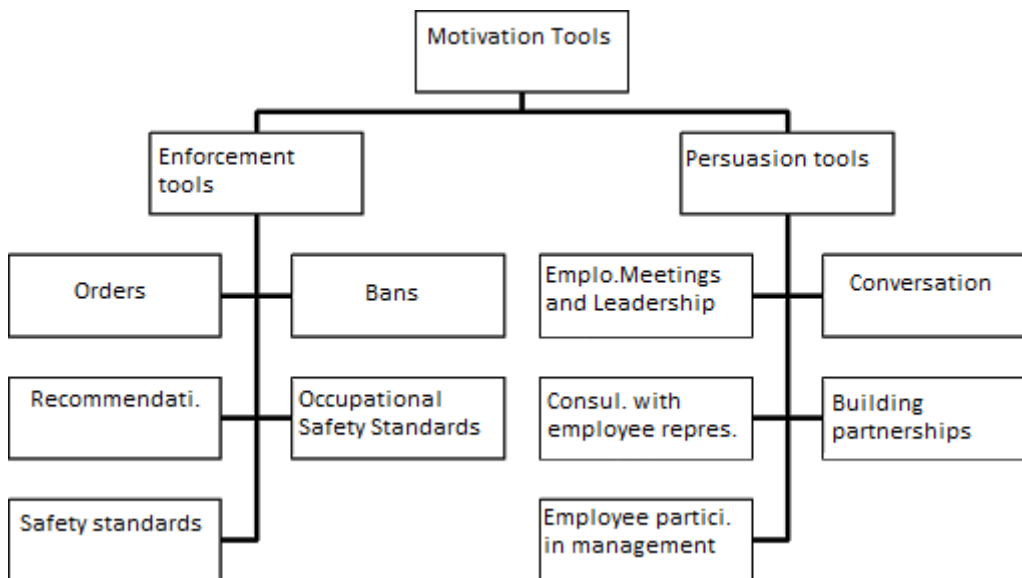 Motivation Tools
Enforcement
tools
Persuasion tools
Orders
Bans
Emplo.Meetings
and Leadership
Conversation
Recommendati.
Occupational
Safety Standards
Consul. with
employee repres.
Building
partnerships
Safety standards
Employee partici.
in management